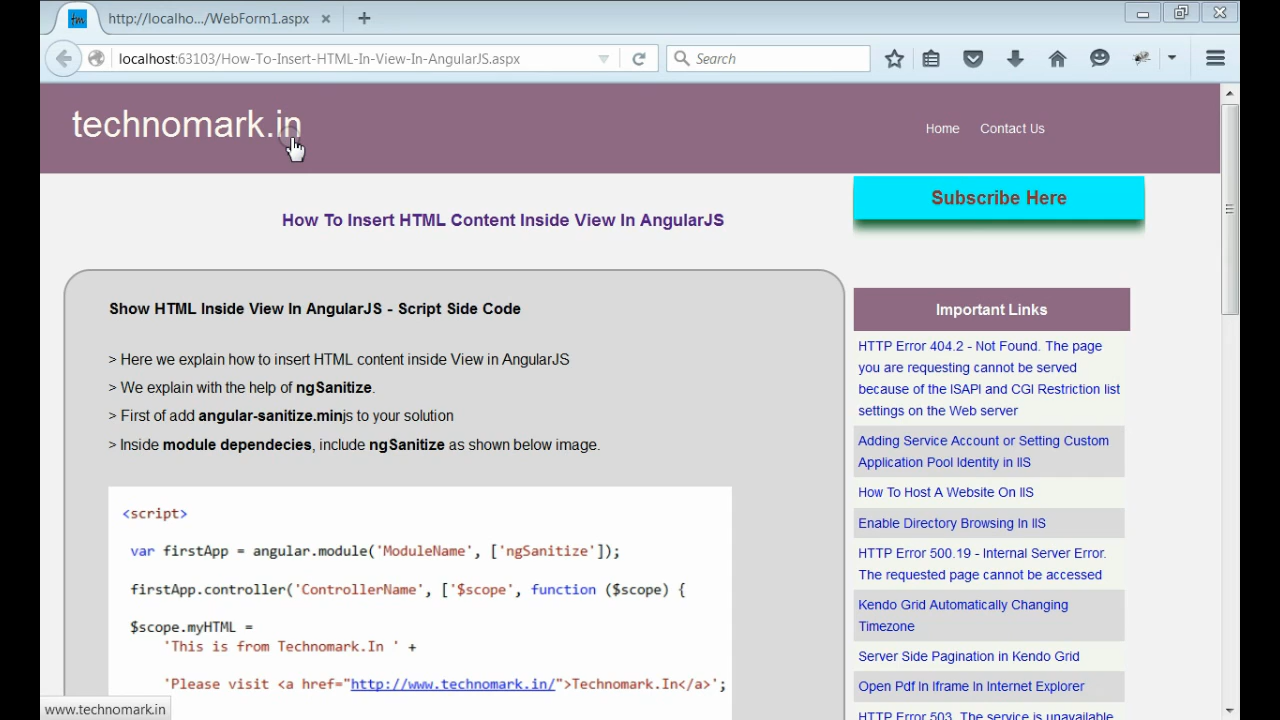 http://localho.../WebForm1.aspx
localhost:63103/How-To-Insert-HTML-In-View-In-AngularJS.aspx
Search
technomark.in
Home
Contact Us
Subscribe Here
How To Insert HTML Content Inside View In AngularJS
Show HTML Inside View In AngularJS - Script Side Code
> Here we explain how to insert HTML content inside View in AngularJS
> We explain with the help of ngSanitize.
> First of add angular-sanitize.minjs to your solution
> Inside module dependecies, include ngSanitize as shown below image.
<script>
var firstApp = angular.module('ModuleName', ['ngSanitize']);
firstApp.controller('ControllerName', ['$scope', function ($scope) {
$scope.myHTML =
'This is from Technomark.In ' +
'Please visit <a href="http://www.technomark.in/">Technomark.In</a>';
Important Links
HTTP Error 404.2 - Not Found. The page
you are requesting cannot be served
because of the ISAPI and CGI Restriction list
settings on the Web server
Adding Service Account or Setting Custom
Application Pool Identity in IIS
How To Host A Website On IIS
Enable Directory Browsing In IIS
HTTP Error 500.19 - Internal Server Error.
The requested page cannot be accessed
Kendo Grid Automatically Changing
Timezone
Server Side Pagination in Kendo Grid
Open Pdf In Iframe In Internet Explorer
HTTP Error 503. The service is unavailable
www.technomark.in